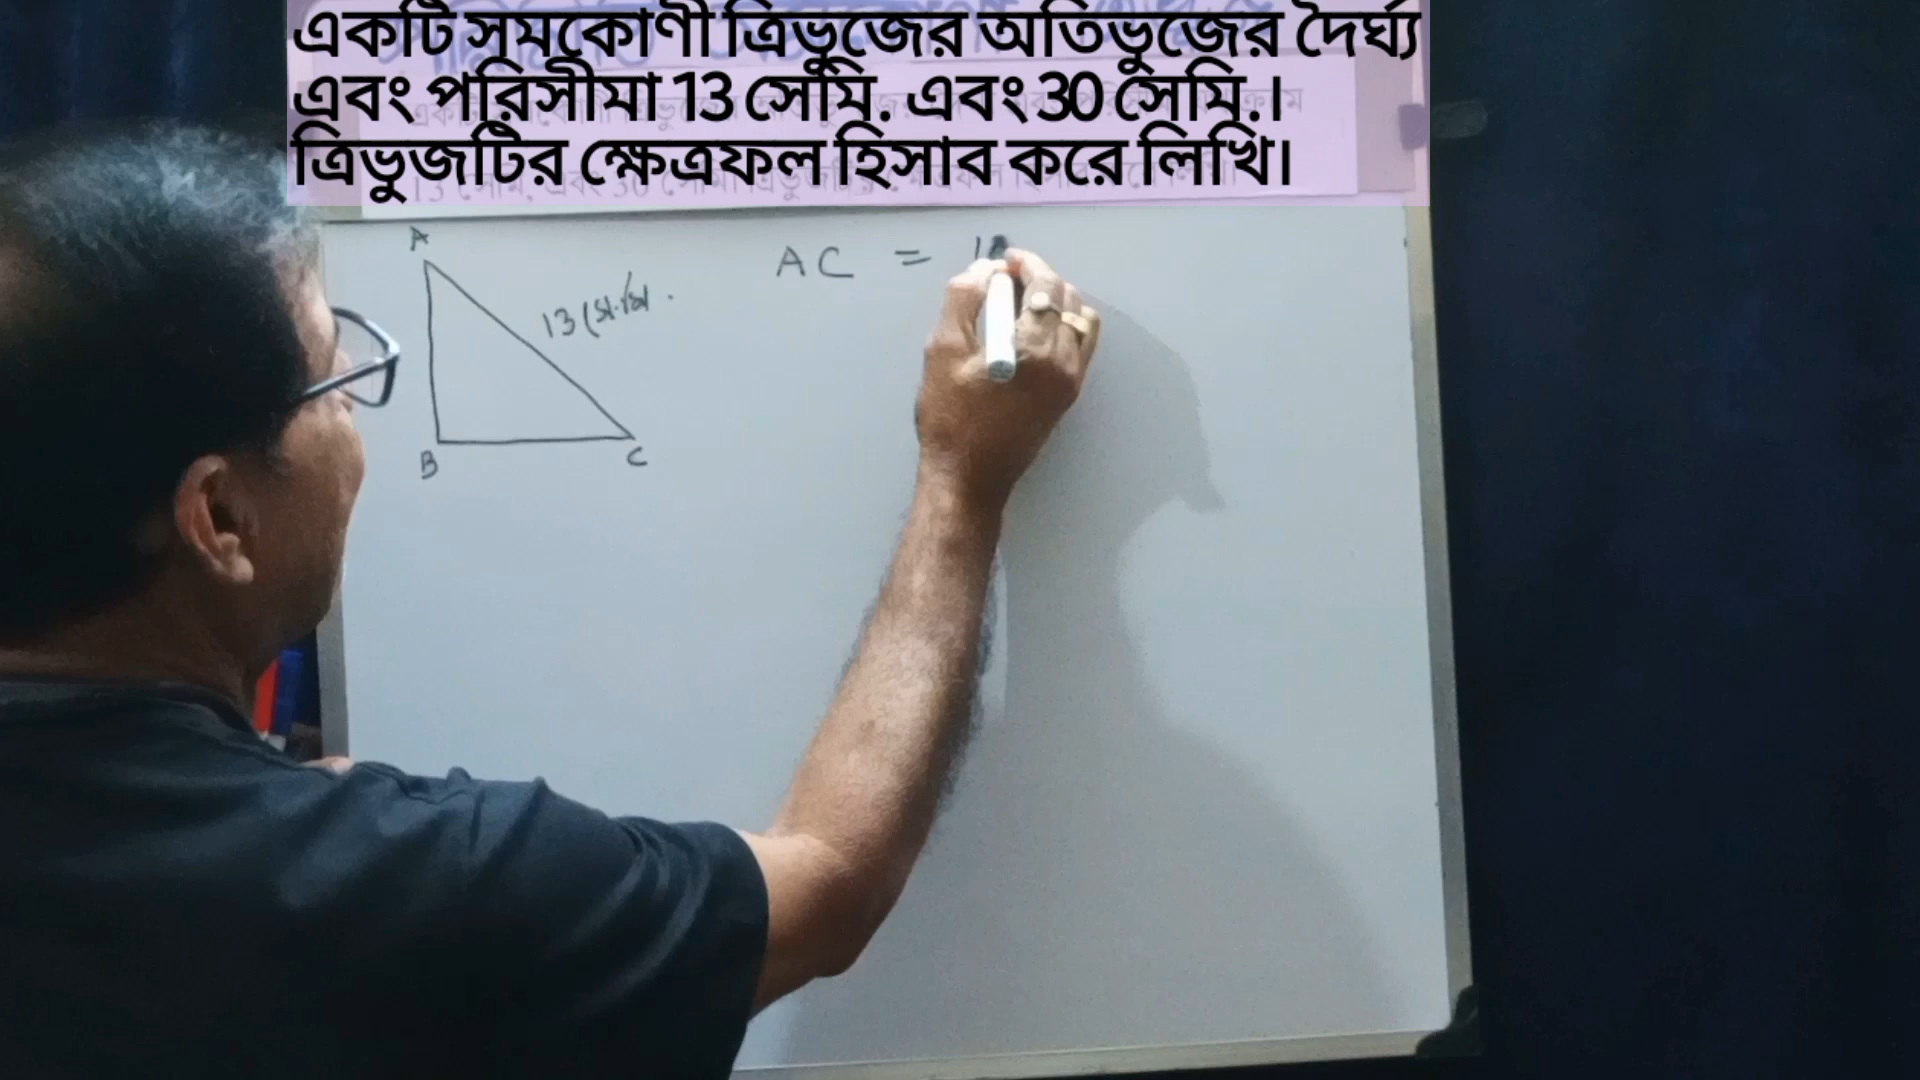 একটি সমকোণী ত্রিভুজের অতিভুজের দৈর্ঘ্য
এবং পরিসীমা 13 সেমি. এবং 30 সেমি.।
ত্রিভুজটির ক্ষেত্রফল হিসাব করে লিখি।
A
AC =
13 সে.মি.
B
C